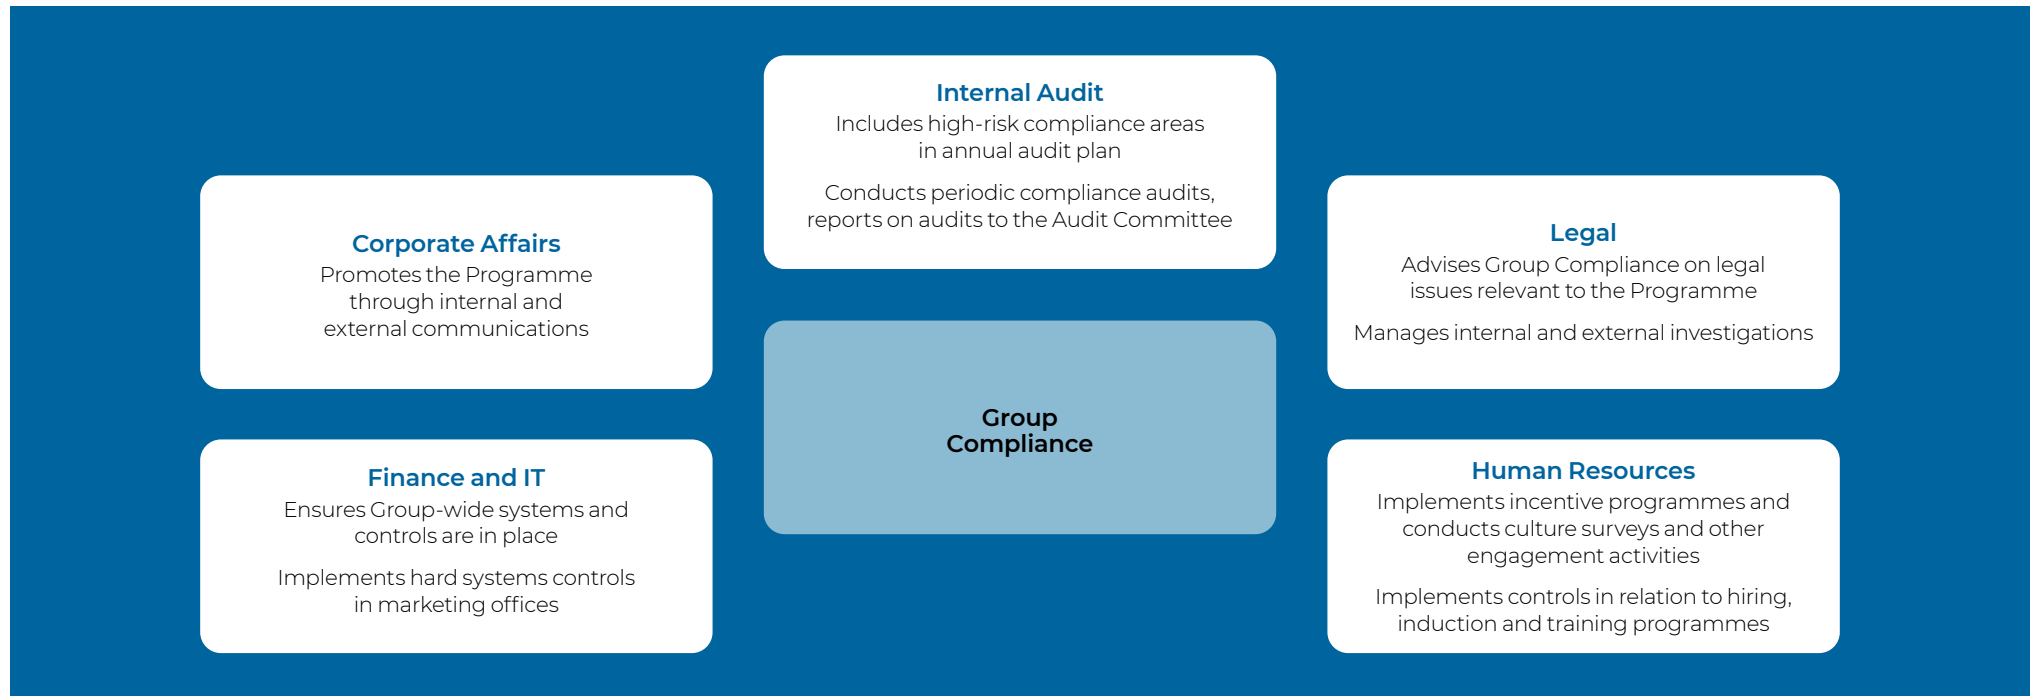 Internal Audit
Includes high-risk compliance areas
in annual audit plan
Conducts periodic compliance audits,
reports on audits to the Audit Committee
Corporate Affairs
Promotes the Programme
through internal and
external communications
Legal
Advises Group Compliance on legal
issues relevant to the Programme
Manages internal and external investigations
Group
Compliance
Finance and IT
Ensures Group-wide systems and
controls are in place
Implements hard systems controls
in marketing offices
Human Resources
Implements incentive programmes and
conducts culture surveys and other
engagement activities
Implements controls in relation to hiring,
induction and training programmes